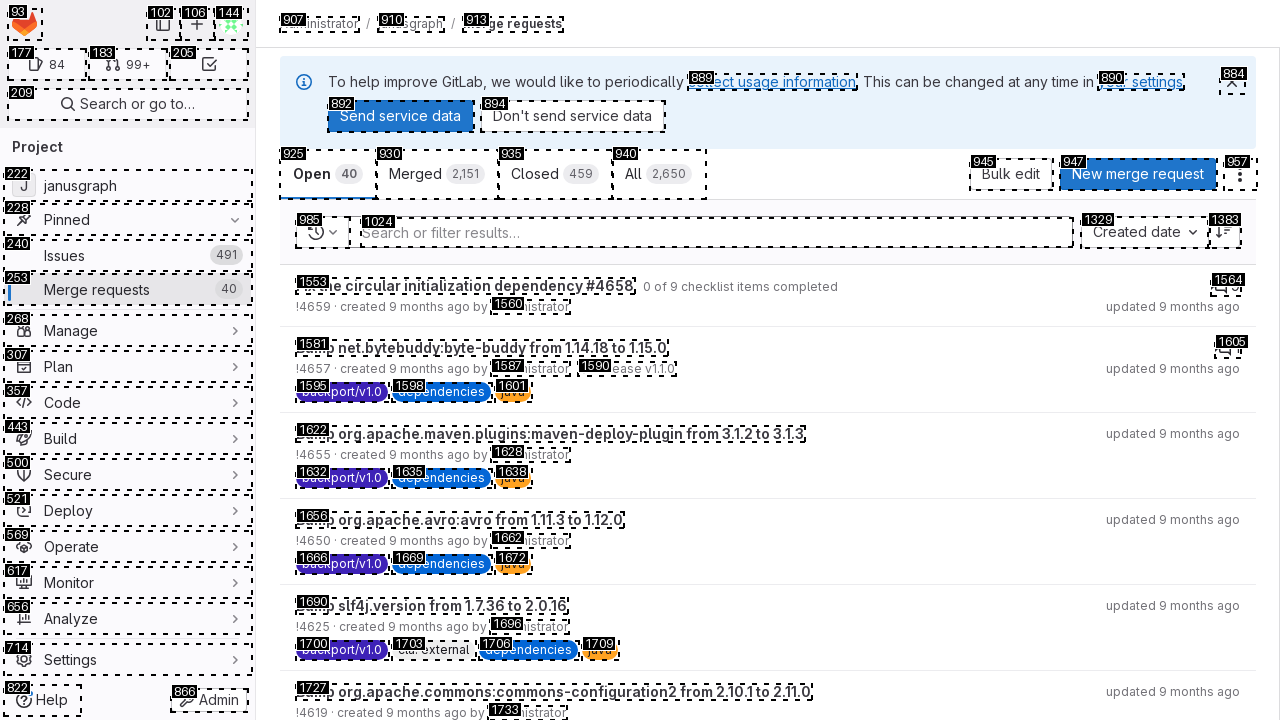 93 102 106 144
177 84 183 99+ 205
209 Search or go to…
Project
222 J janusgraph
228 Pinned
240 Issues 491
253 Merge requests 40
268 Manage
307 Plan
357 Code
443 Build
500 Secure
521 Deploy
569 Operate
617 Monitor
656 Analyze
714 Settings
822 Help 866 Admin
907 / 910 / 913 requests
To help improve GitLab, we would like to periodically 889 usage information. This can be changed at any time in 890 settings. 884
892 Send service data 894 Don't send service data
925 Open 40 930 Merged 2,151 935 Closed 459 940 All 2,650 945 Bulk edit 947 New merge request 957
985 1024 Search or filter results… 1329 Created date 1383
1553 the circular initialization dependency #4658 0 of 9 checklist items completed 1564
!4659 · created 9 months ago by 1560 updated 9 months ago
1581 net.bytebuddy:byte-buddy from 1.14.18 to 1.15.0 1605
!4657 · created 9 months ago by 1587 1590 v1.1.0 updated 9 months ago
1595 backport/v1.0 1598 dependencies 1601 java
1622 org.apache.maven.plugins:maven-deploy-plugin from 3.1.2 to 3.1.3 updated 9 months ago
!4655 · created 9 months ago by 1628
1632 backport/v1.0 1635 dependencies 1638 java
1656 org.apache.avro:avro from 1.11.3 to 1.12.0 updated 9 months ago
!4650 · created 9 months ago by 1662
1666 backport/v1.0 1669 dependencies 1672 java
1690 slf4j.version from 1.7.36 to 2.0.16 updated 9 months ago
!4625 · created 9 months ago by 1696
1700 backport/v1.0 1703 cla: external 1706 dependencies 1709 java
1727 org.apache.commons:commons-configuration2 from 2.10.1 to 2.11.0 updated 9 months ago
!4619 · created 9 months ago by 1733